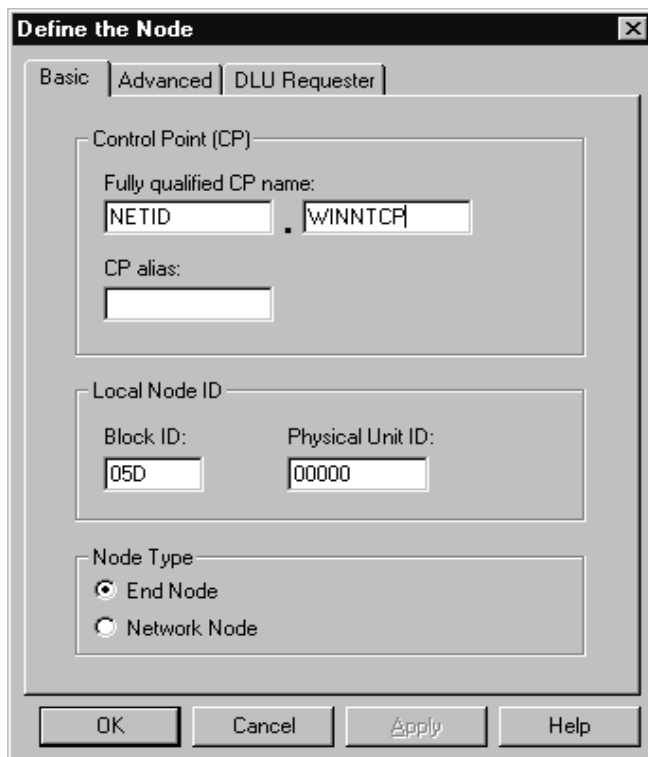 Define the Node
Basic Advanced DLU Requester
Control Point (CP)
Fully qualified CP name:
NETID . WINNTCP
CP alias:
Local Node ID
Block ID: Physical Unit ID:
05D 00000
Node Type
End Node
Network Node
OK Cancel Apply Help